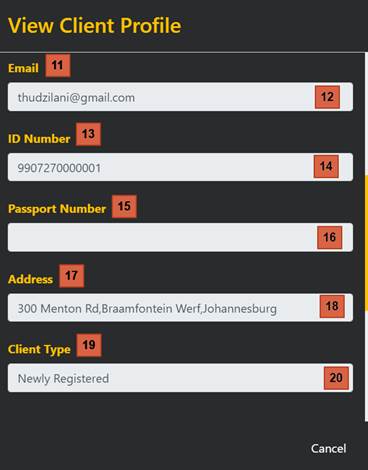 View Client Profile
Email 11
thudzilani@gmail.com 12
ID Number 13
9907270000001 14
Passport Number 15
16
Address 17
300 Menton Rd,Braamfontein Werf,Johannesburg 18
Client Type 19
Newly Registered 20
Cancel